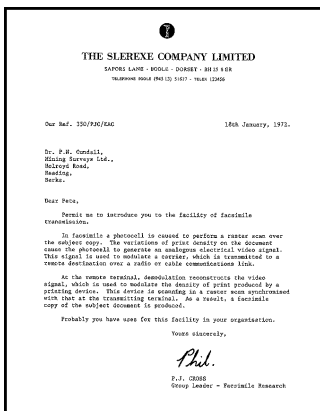 THE SLEREXE COMPANY LIMITED
SAPORS LANE - BOOLE - DORSET - BH 25 8 ER
TELEPHONE BOOLE (945 13) 51617 - TELEX 123456
Our Ref. 350/PJC/EAC
18th January, 1972.
Dr. P.N. Cundall,
Mining Surveys Ltd.,
Holroyd Road,
Reading,
Berks.
Dear Pete,
Permit me to introduce you to the facility of facsimile
transmission.
In facsimile a photocell is caused to perform a raster scan over
the subject copy. The variations of print density on the document
cause the photocell to generate an analogous electrical video signal.
This signal is used to modulate a carrier, which is transmitted to a
remote destination over a radio or cable communications link.
At the remote terminal, demodulation reconstructs the video
signal, which is used to modulate the density of print produced by a
printing device. This device is scanning in a raster scan synchronised
with that at the transmitting terminal. As a result, a facsimile
copy of the subject document is produced.
Probably you have uses for this facility in your organisation.
Yours sincerely,
Phil.
P.J. CROSS
Group Leader - Facsimile Research